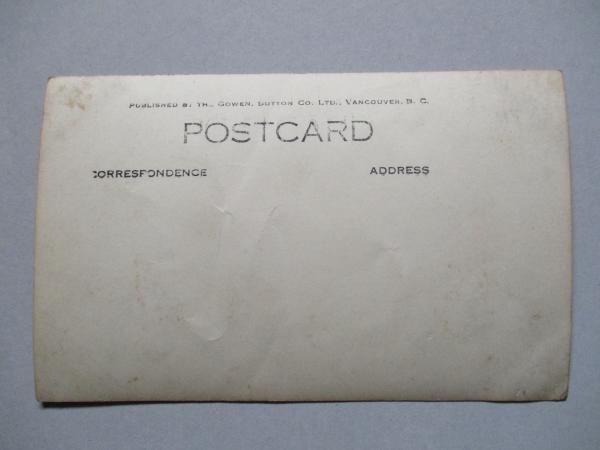 PUBLISHED BY THE GOWEN, SUTTON CO. LTD., VANCOUVER, B. C.
POSTCARD
CORRESPONDENCE
ADDRESS